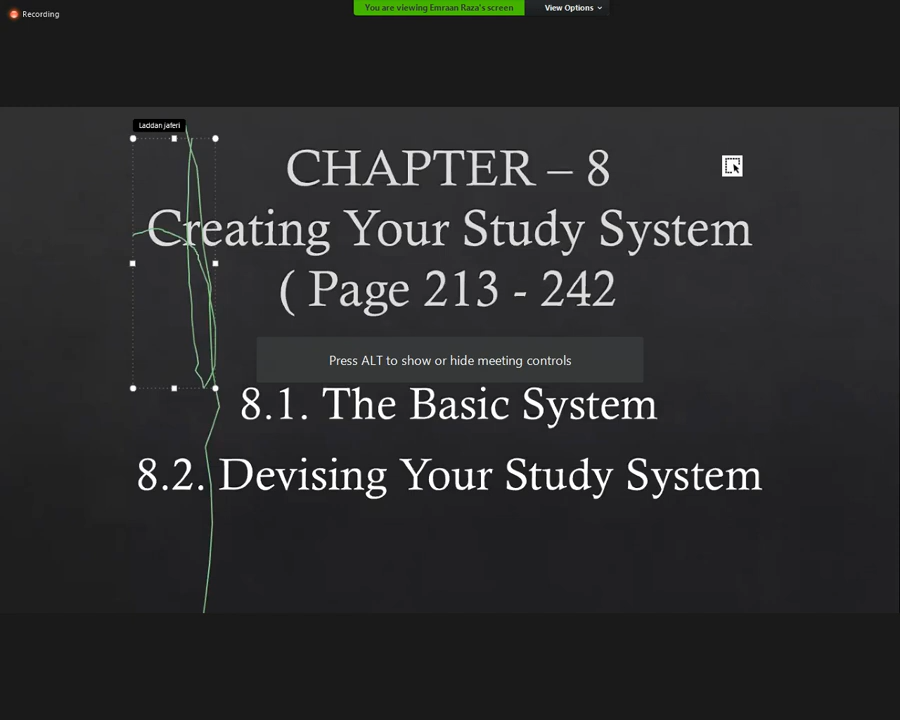 Recording
You are viewing Emraan Raza's screen
View Options
Laddan jaferi
CHAPTER – 8
Creating Your Study System
( Page 213 - 242
Press ALT to show or hide meeting controls
8.1. The Basic System
8.2. Devising Your Study System